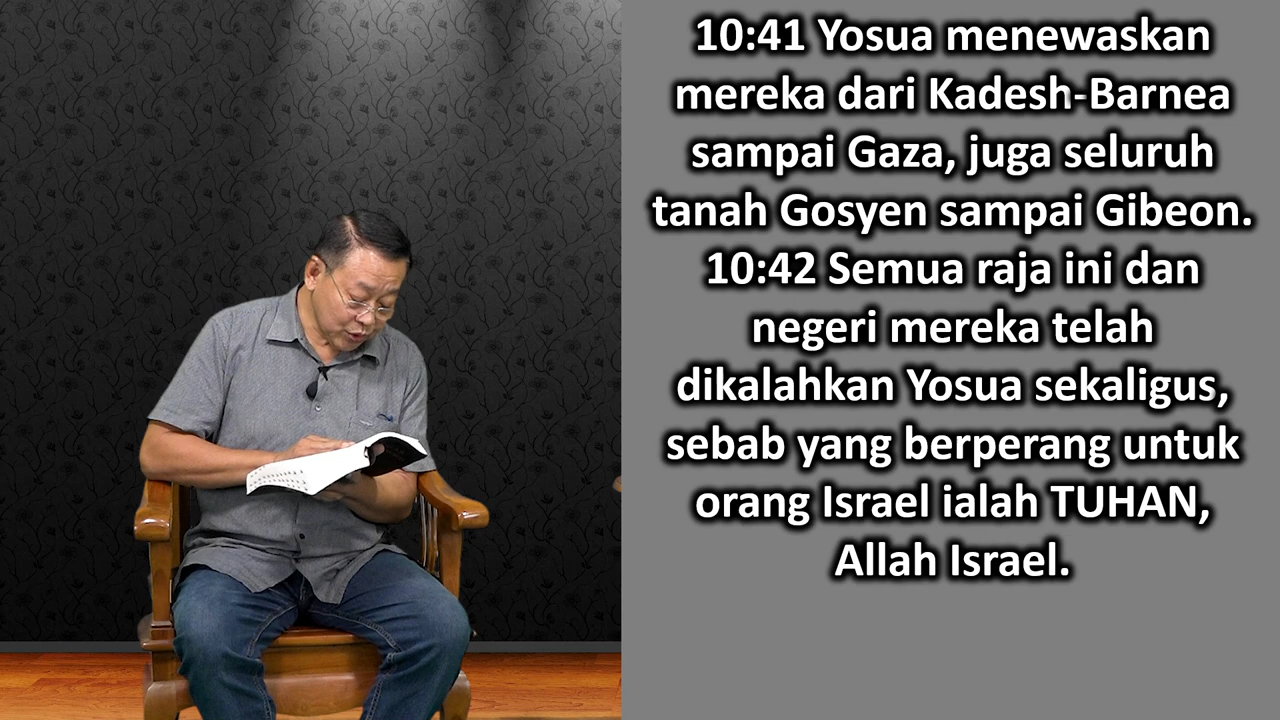 10:41 Yosua menewaskan
mereka dari Kadesh-Barnea
sampai Gaza, juga seluruh
tanah Gosyen sampai Gibeon.
10:42 Semua raja ini dan
negeri mereka telah
dikalahkan Yosua sekaligus,
sebab yang berperang untuk
orang Israel ialah TUHAN,
Allah Israel.